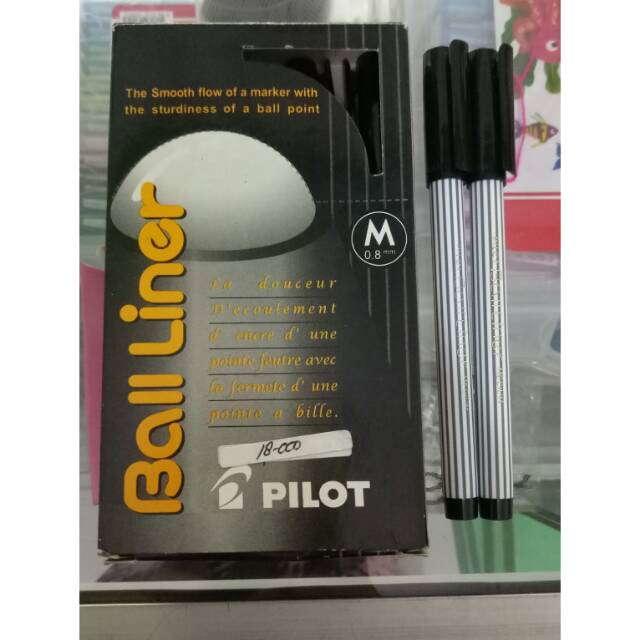 The Smooth flow of a marker with
the sturdiness of a ball point
Ball Liner
M
0.8 mm
La douceur
D'ecoulement
d' encre d' une
pointe feutre avec
la fermete d' une
pointe a bille.
18-000
PILOT